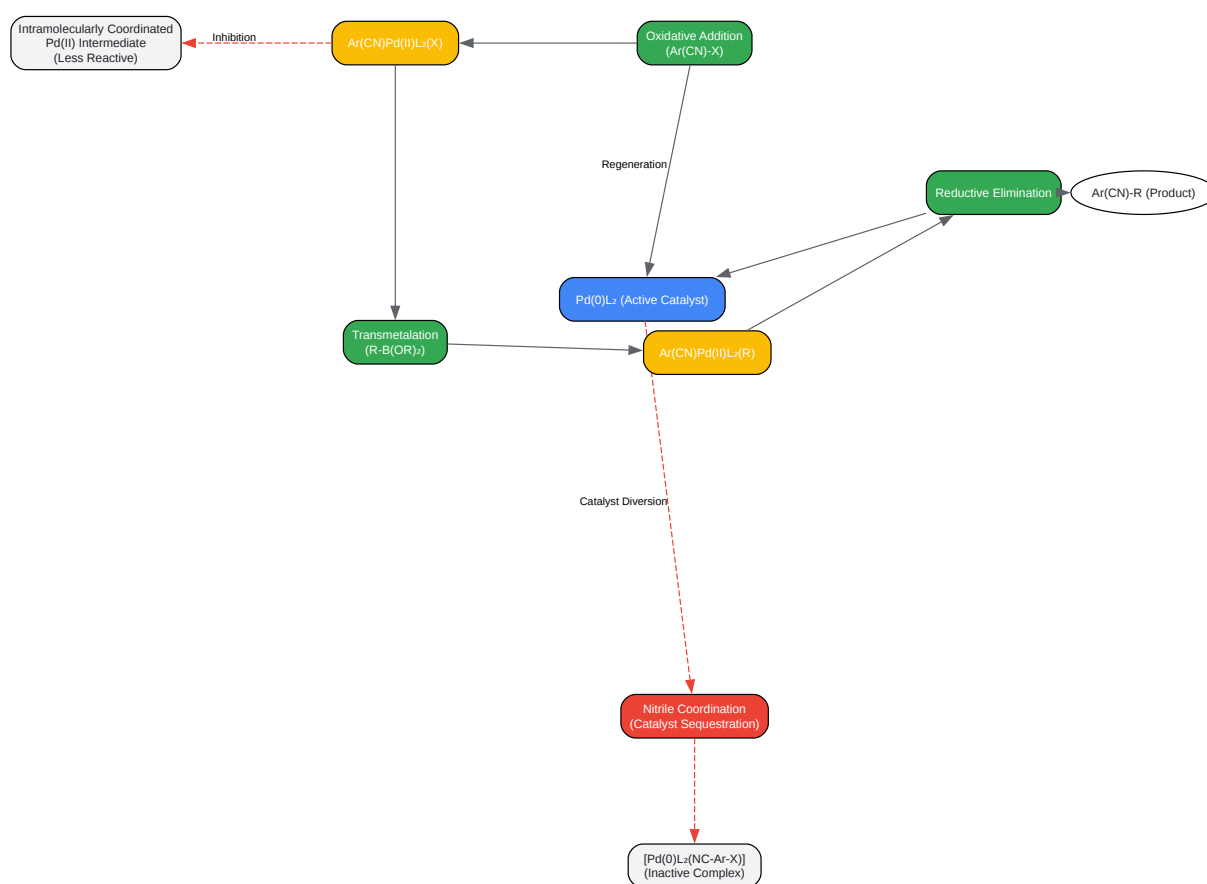 Intramolecularly Coordinated
Pd(II) Intermediate
(Less Reactive)
Inhibition
Ar(CN)Pd(II)L₂(X)
Oxidative Addition
(Ar(CN)-X)
Regeneration
Reductive Elimination
Ar(CN)-R (Product)
Pd(0)L₂ (Active Catalyst)
Transmetalation
(R-B(OR)₂)
Ar(CN)Pd(II)L₂(R)
Catalyst Diversion
Nitrile Coordination
(Catalyst Sequestration)
[Pd(0)L₂(NC-Ar-X)]
(Inactive Complex)